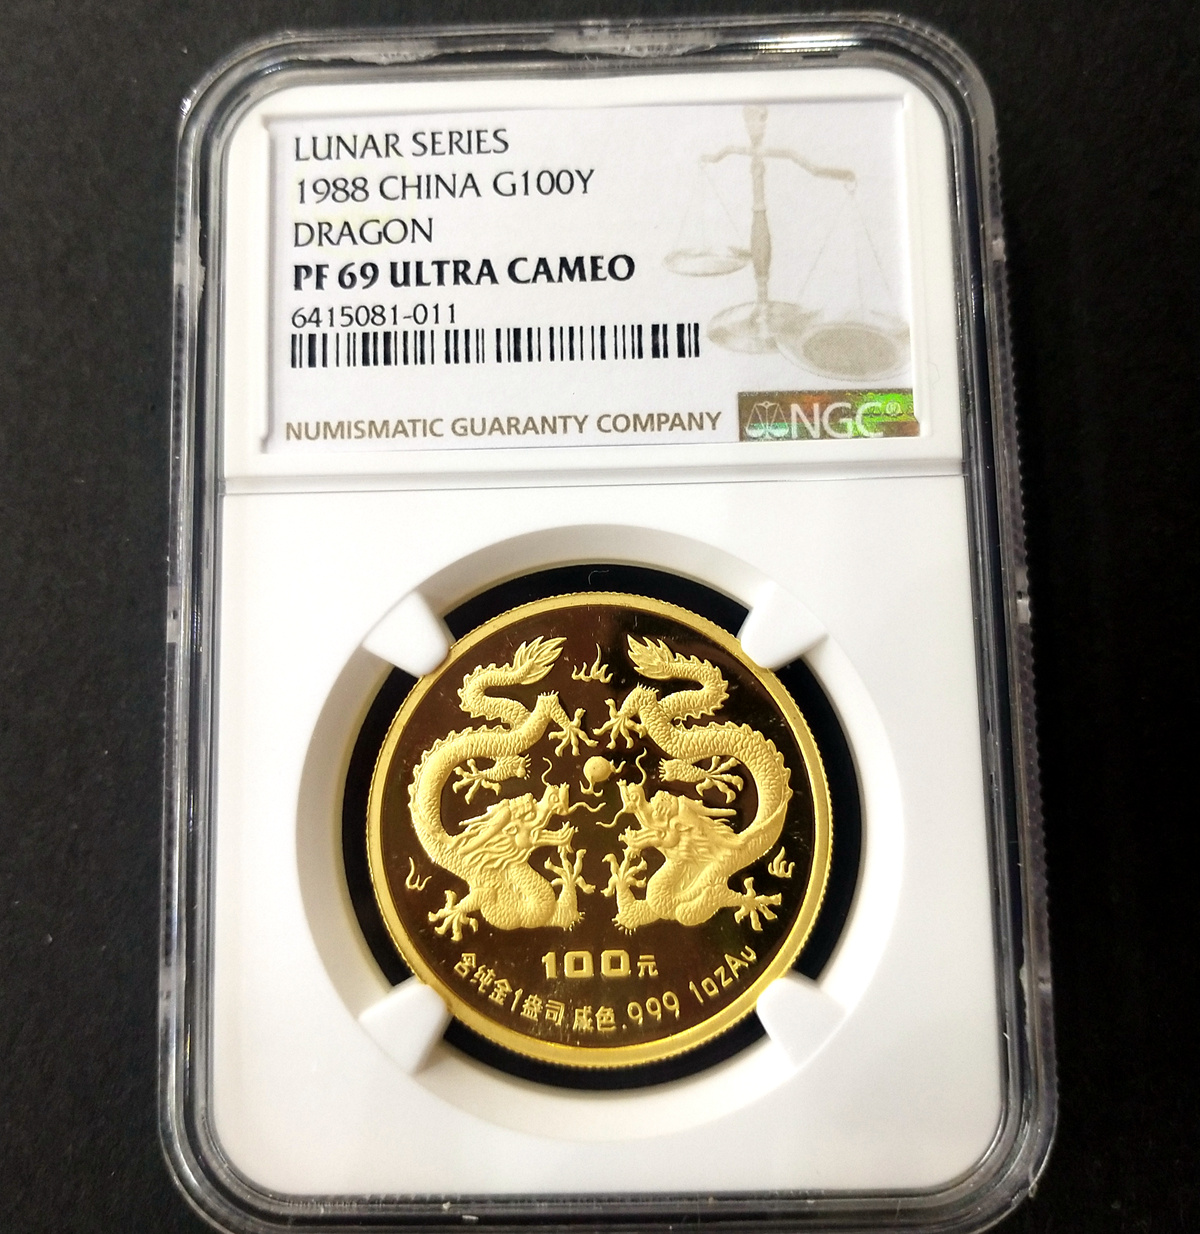 LUNAR SERIES
1988 CHINA G100Y
DRAGON
PF 69 ULTRA CAMEO
6415081-011
NUMISMATIC GUARANTY COMPANY
NGC
100元
含纯金1盎司 成色.999 1ozAu